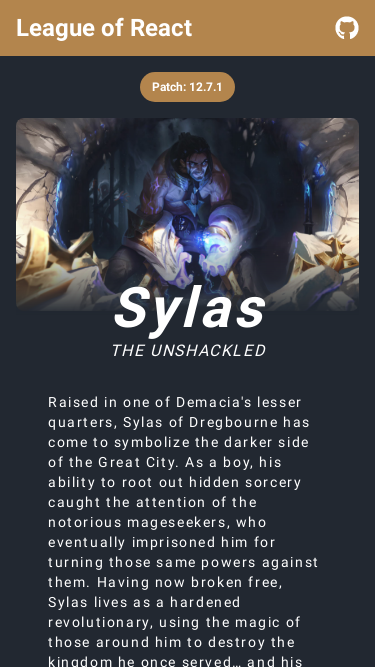 League of React
Patch: 12.7.1
Sylas
THE UNSHACKLED
Raised in one of Demacia's lesser
quarters, Sylas of Dregbourne has
come to symbolize the darker side
of the Great City. As a boy, his
ability to root out hidden sorcery
caught the attention of the
notorious mageseekers, who
eventually imprisoned him for
turning those same powers against
them. Having now broken free,
Sylas lives as a hardened
revolutionary, using the magic of
those around him to destroy the
kingdom he once served… and his